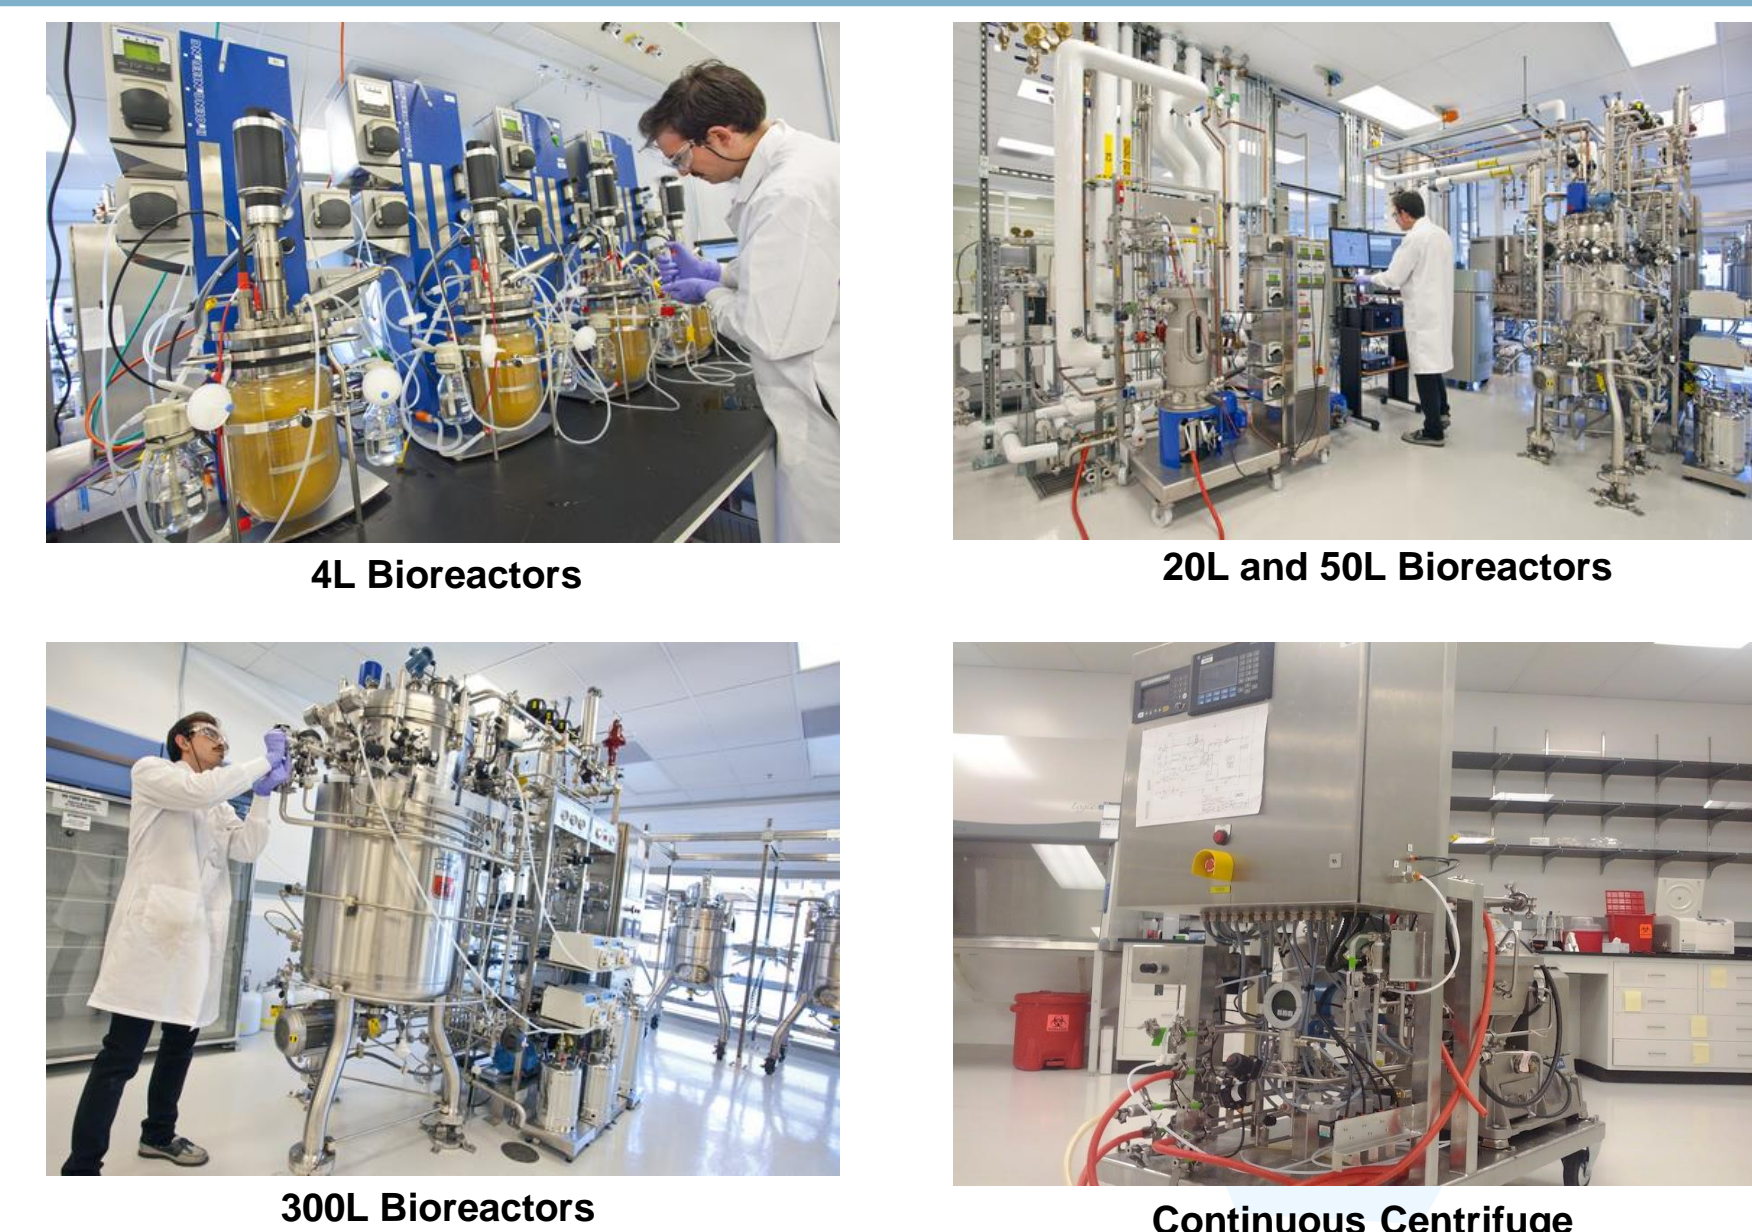 4L Bioreactors
20L and 50L Bioreactors
300L Bioreactors
Continuous Centrifuge